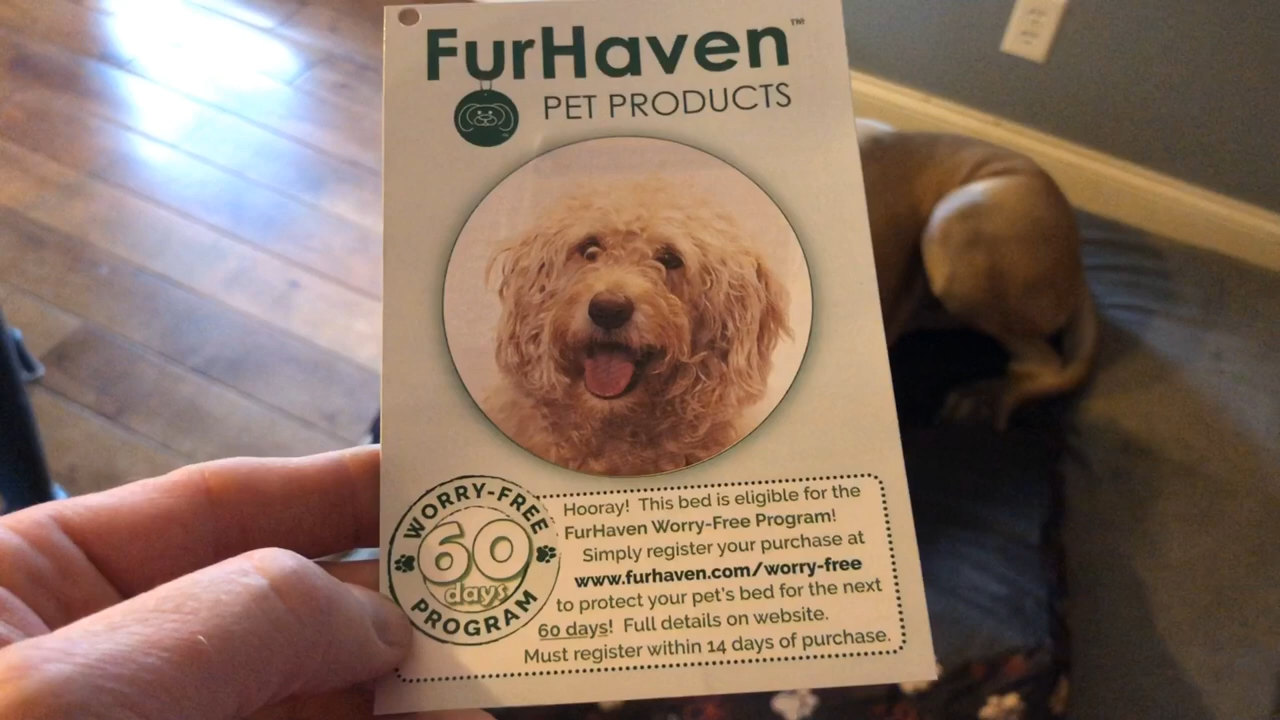 FurHaven™
PET PRODUCTS
WORRY-FREE
60
days
PROGRAM
Hooray! This bed is eligible for the
FurHaven Worry-Free Program!
Simply register your purchase at
www.furhaven.com/worry-free
to protect your pet's bed for the next
60 days! Full details on website.
Must register within 14 days of purchase.